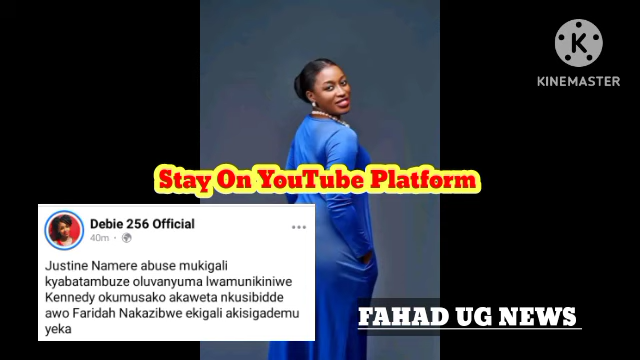 KINEMASTER
Stay On YouTube Platform
Debie 256 Official
40m
Justine Namere abuse mukigali
kyabatambuze oluvanyuma lwamunikiniwe
Kennedy okumusako akaweta nkusibidde
awo Faridah Nakazibwe ekigali akisigademu
yeka
FAHAD UG NEWS